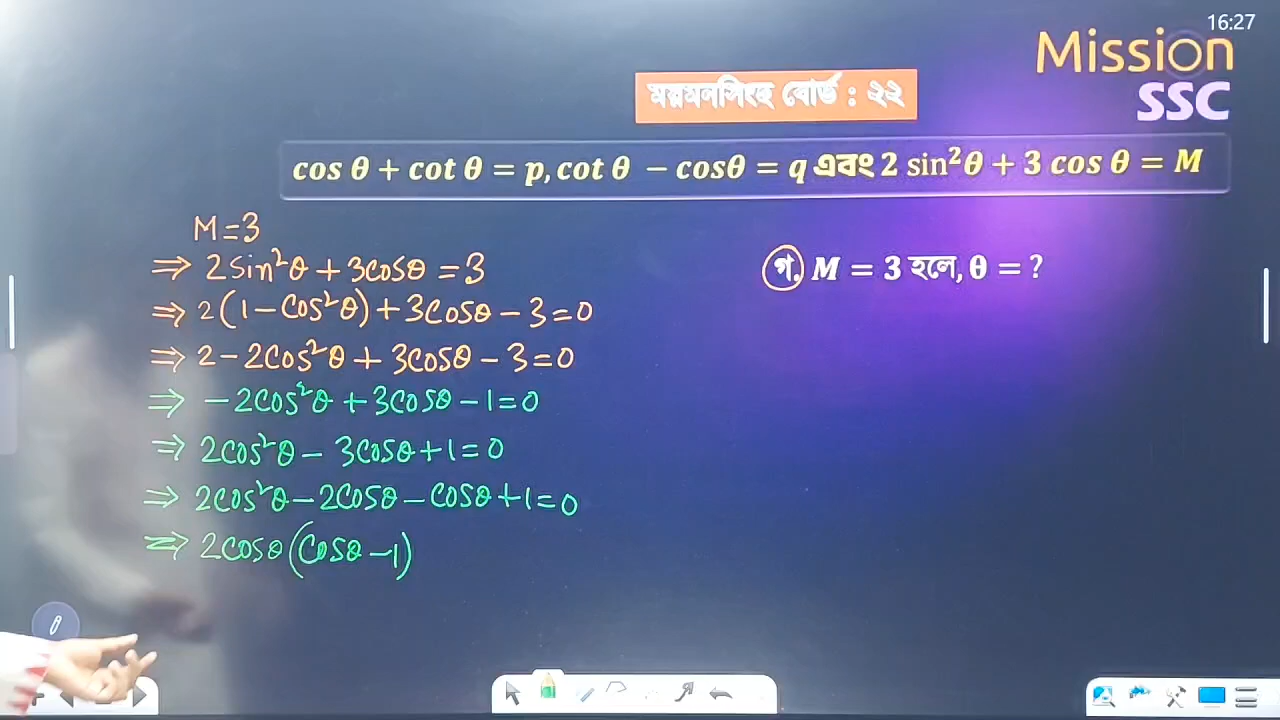 16:27
Mission
SSC
ময়মনসিংহ বোর্ড : ২২
cos θ + cot θ = p, cot θ − cosθ = q এবং 2 sin²θ + 3 cos θ = M
গ. M = 3 হলে, θ = ?
M = 3
⇒ 2sin²θ + 3cosθ = 3
⇒ 2(1 − cos²θ) + 3cosθ − 3 = 0
⇒ 2 − 2cos²θ + 3cosθ − 3 = 0
⇒ −2cos²θ + 3cosθ − 1 = 0
⇒ 2cos²θ − 3cosθ + 1 = 0
⇒ 2cos²θ − 2cosθ − cosθ + 1 = 0
⇒ 2cosθ(cosθ − 1)